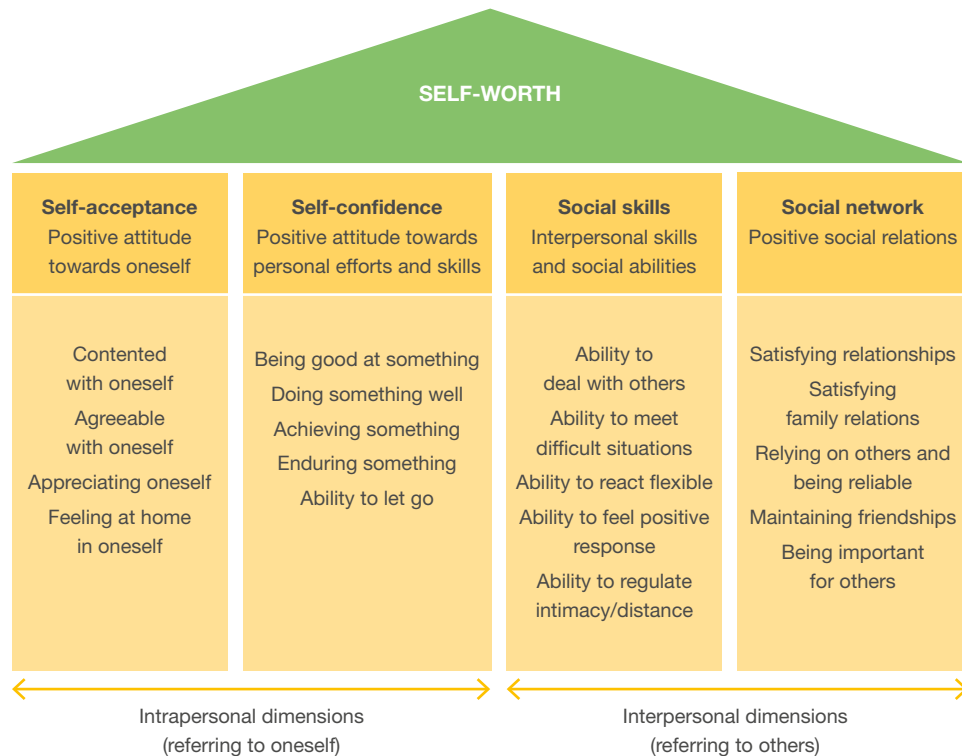 SELF-WORTH
Self-acceptance
Positive attitude
towards oneself
Contented
with oneself
Agreeable
with oneself
Appreciating oneself
Feeling at home
in oneself
Self-confidence
Positive attitude towards
personal efforts and skills
Being good at something
Doing something well
Achieving something
Enduring something
Ability to let go
Social skills
Interpersonal skills
and social abilities
Ability to
deal with others
Ability to meet
difficult situations
Ability to react flexible
Ability to feel positive
response
Ability to regulate
intimacy/distance
Social network
Positive social relations
Satisfying relationships
Satisfying
family relations
Relying on others and
being reliable
Maintaining friendships
Being important
for others
Intrapersonal dimensions
(referring to oneself)
Interpersonal dimensions
(referring to others)